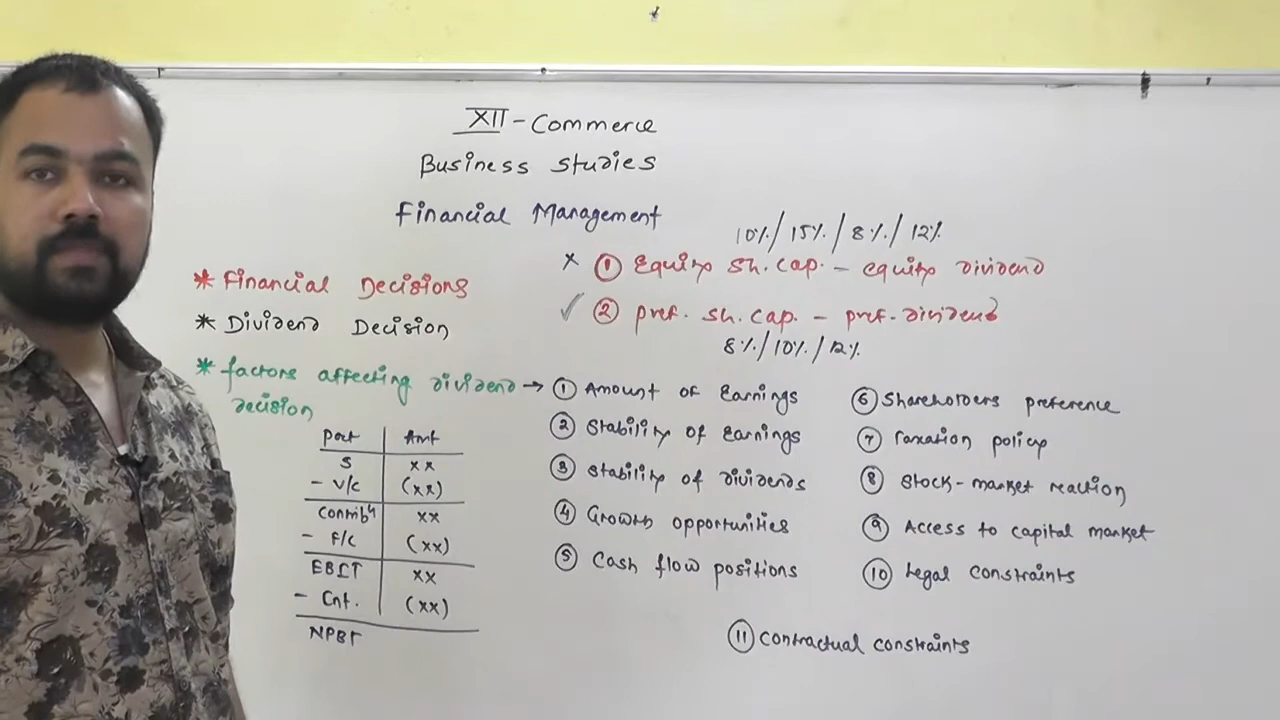 XII - Commerce
Business Studies
Financial Management
10% / 15% / 8% / 12%
x ① Equity sh. cap. - equity dividend
✓ ② pref. sh. cap. - pref. dividend
8% / 10% / 12%
* Financial Decisions
* Dividend Decision
* factors affecting dividend decision →
① Amount of Earnings
② Stability of Earnings
③ Stability of dividends
④ Growth opportunities
⑤ Cash flow positions
⑥ Shareholders preference
⑦ Taxation policy
⑧ Stock-market reaction
⑨ Access to capital market
⑩ Legal constraints
⑪ Contractual constraints
Part | Amt
S | xx
- V/C | (xx)
Contribⁿ | xx
- F/C | (xx)
EBIT | xx
- Int. | (xx)
NPBT